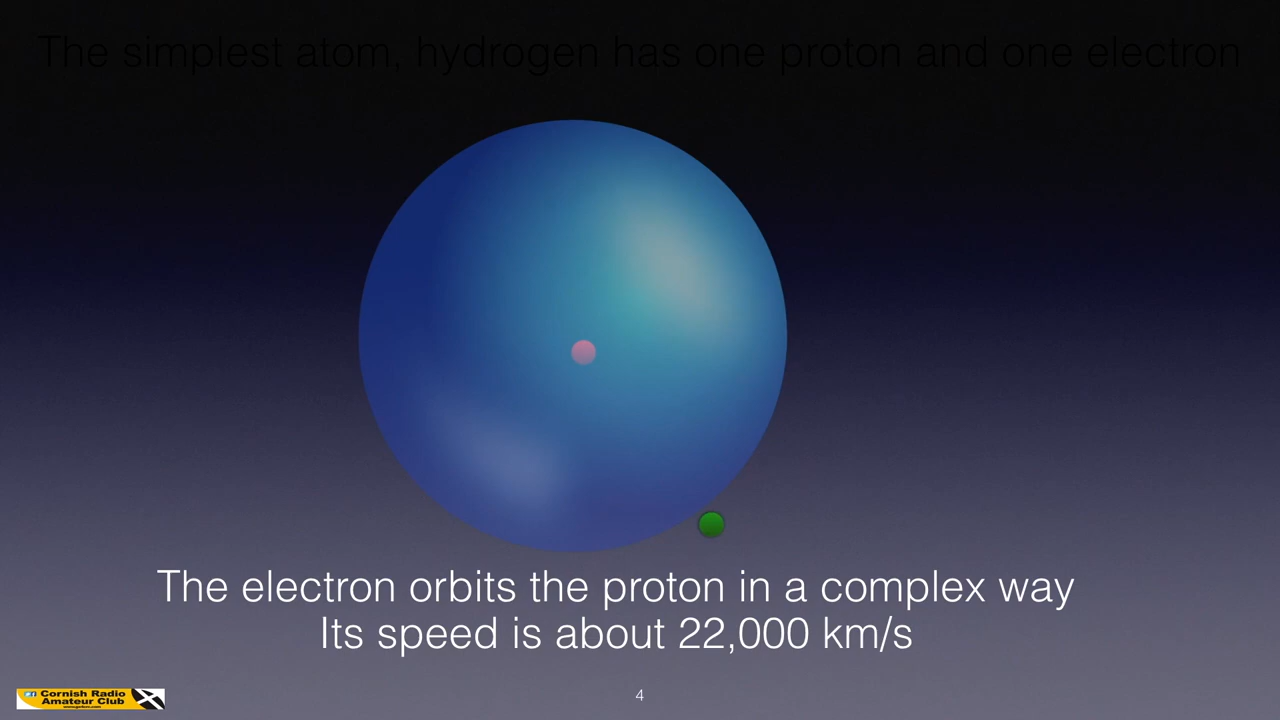 The simplest atom, hydrogen has one proton and one electron
The electron orbits the proton in a complex way
Its speed is about 22,000 km/s
Cornish Radio
Amateur Club
4